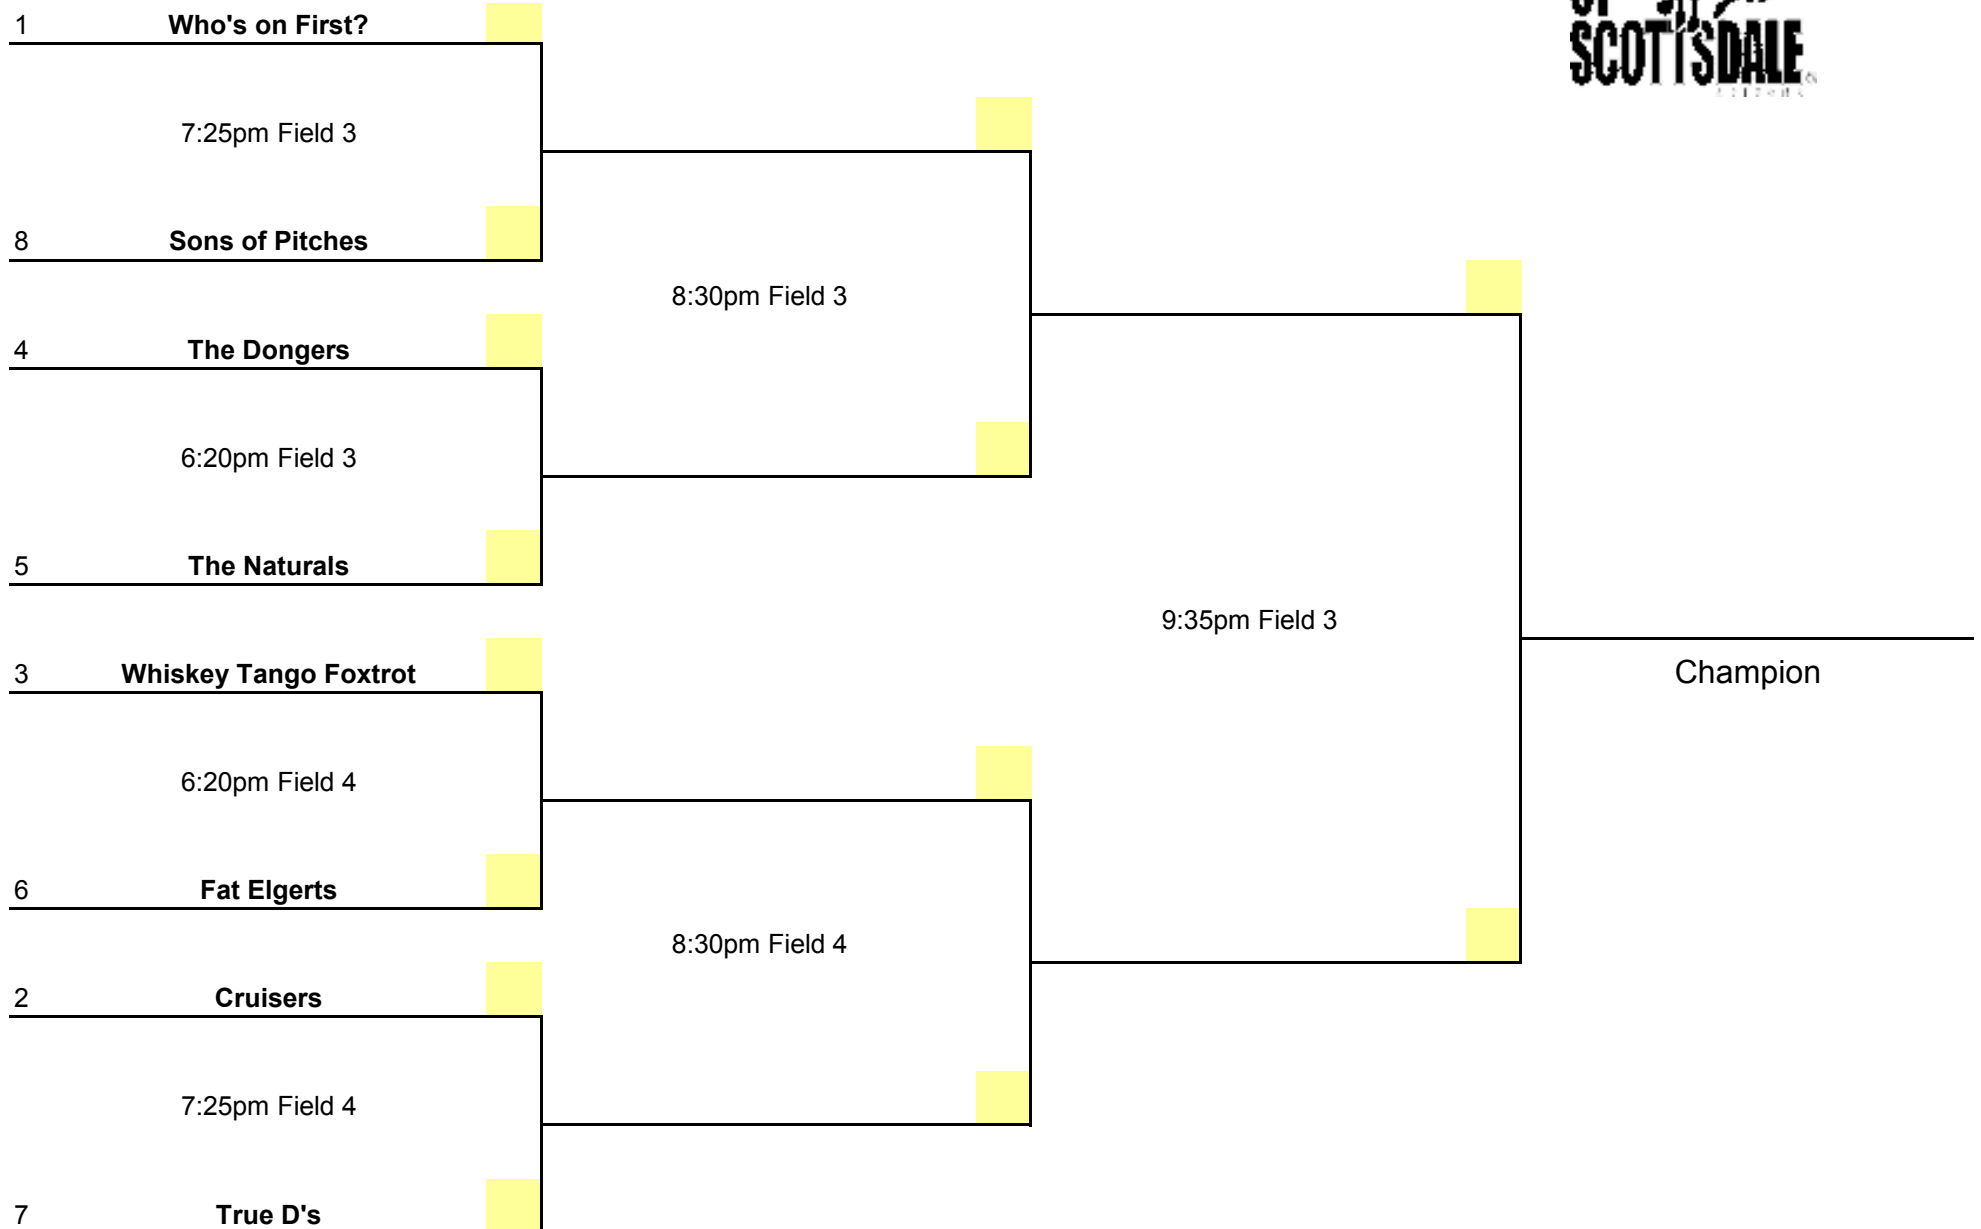 SCOTTSDALE
1 Who's on First?
7:25pm Field 3
8 Sons of Pitches
8:30pm Field 3
4 The Dongers
6:20pm Field 3
5 The Naturals
9:35pm Field 3
3 Whiskey Tango Foxtrot
Champion
6:20pm Field 4
6 Fat Elgerts
8:30pm Field 4
2 Cruisers
7:25pm Field 4
7 True D's